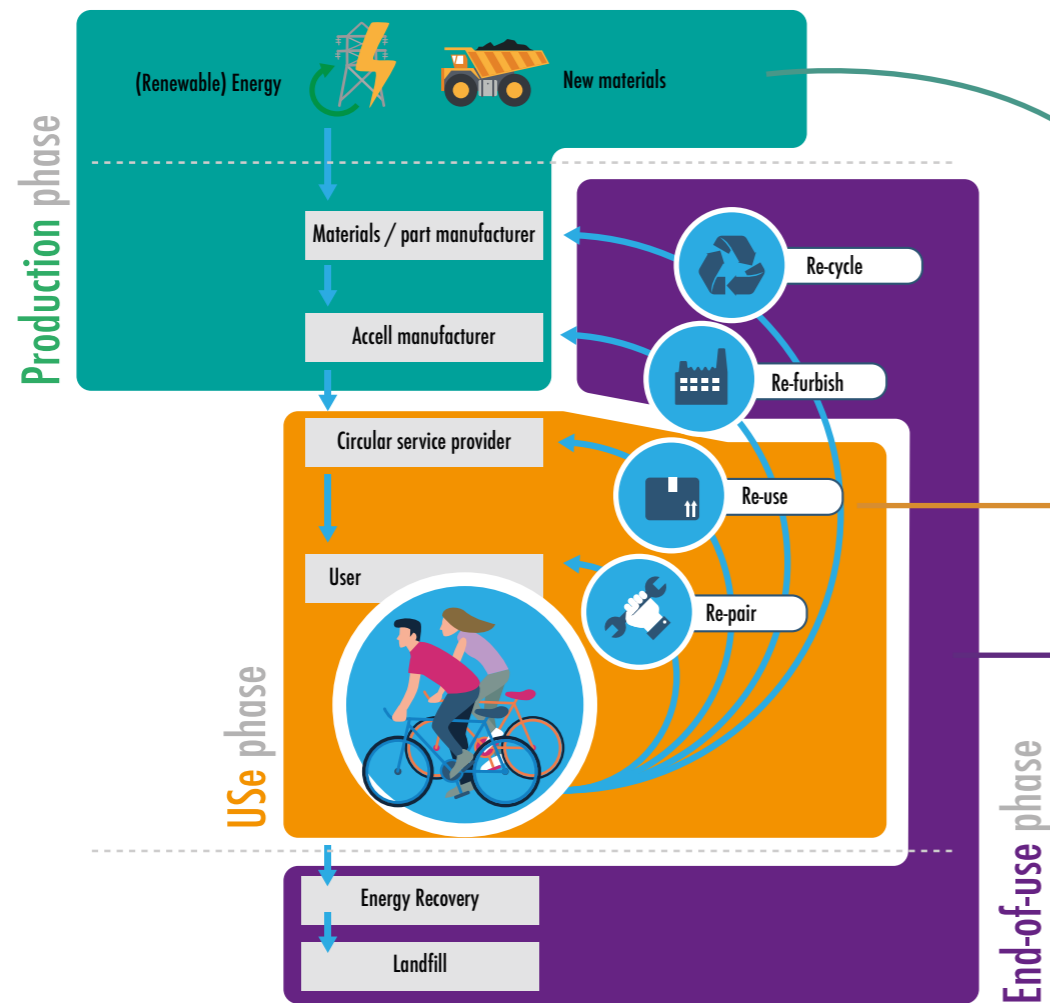 (Renewable) Energy
New materials
Production phase
Materials / part manufacturer
Re-cycle
Accell manufacturer
Re-furbish
Circular service provider
Re-use
User
Re-pair
USe phase
End-of-use phase
Energy Recovery
Landfill